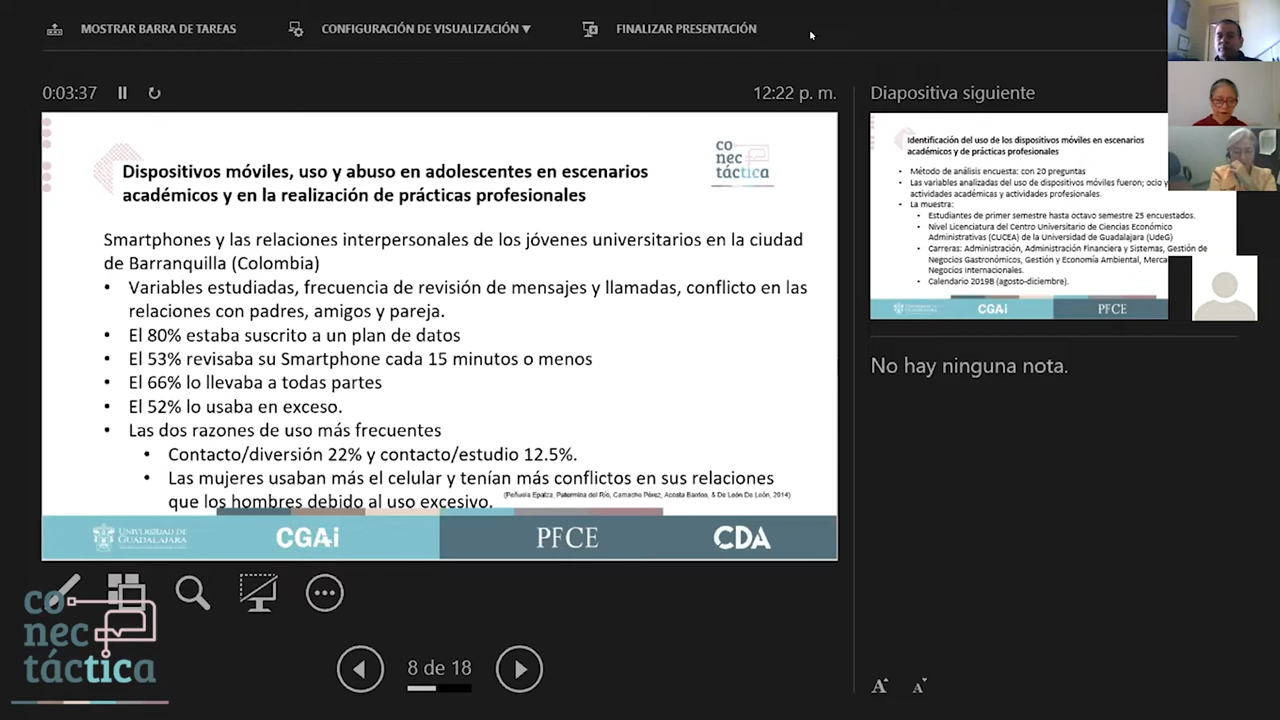 MOSTRAR BARRA DE TAREAS
CONFIGURACIÓN DE VISUALIZACIÓN ▼
FINALIZAR PRESENTACIÓN
0:03:37
12:22 p. m.
Dispositivos móviles, uso y abuso en adolescentes en escenarios
académicos y en la realización de prácticas profesionales
co
nec
táctica
Smartphones y las relaciones interpersonales de los jóvenes universitarios en la ciudad
de Barranquilla (Colombia)
• Variables estudiadas, frecuencia de revisión de mensajes y llamadas, conflicto en las
relaciones con padres, amigos y pareja.
• El 80% estaba suscrito a un plan de datos
• El 53% revisaba su Smartphone cada 15 minutos o menos
• El 66% lo llevaba a todas partes
• El 52% lo usaba en exceso.
• Las dos razones de uso más frecuentes
• Contacto/diversión 22% y contacto/estudio 12.5%.
• Las mujeres usaban más el celular y tenían más conflictos en sus relaciones
que los hombres debido al uso excesivo.
(Peñuela Epalza, Paternina del Río, Camacho Pérez, Acosta Barrios, & De León De León, 2014)
UNIVERSIDAD DE
GUADALAJARA
CGAi
PFCE
CDA
Diapositiva siguiente
Identificación del uso de los dispositivos móviles en escenarios
académicos y de prácticas profesionales
• Método de análisis encuesta: con 20 preguntas
• Las variables analizadas del uso de dispositivos móviles fueron; ocio y
actividades académicas y actividades profesionales.
• La muestra:
• Estudiantes de primer semestre hasta octavo semestre 25 encuestados.
• Nivel Licenciatura del Centro Universitario de Ciencias Económico
Administrativas (CUCEA) de la Universidad de Guadalajara (UdeG)
• Carreras: Administración, Administración Financiera y Sistemas, Gestión de
Negocios Gastronómicos, Gestión y Economía Ambiental, Merca
Negocios Internacionales.
• Calendario 2019B (agosto-diciembre).
CGAi
PFCE
No hay ninguna nota.
8 de 18
A A
co
nec
táctica